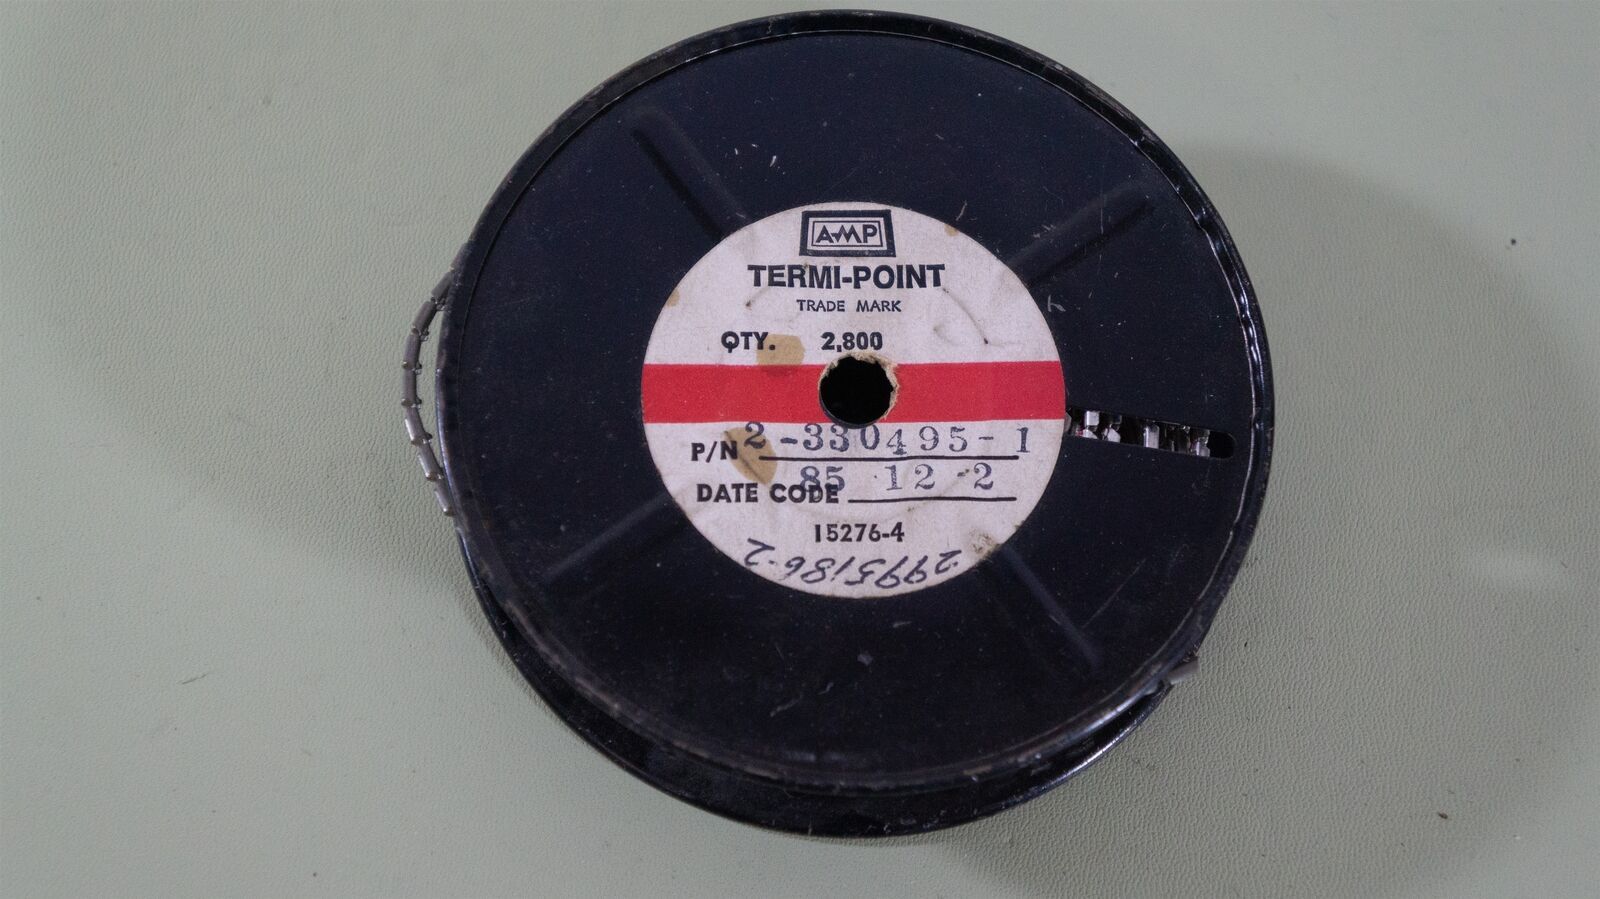 AMP
TERMI-POINT
TRADE MARK
QTY. 2,800
P/N 2-330495-1
DATE CODE 85 12 2
15276-4
2995186-2